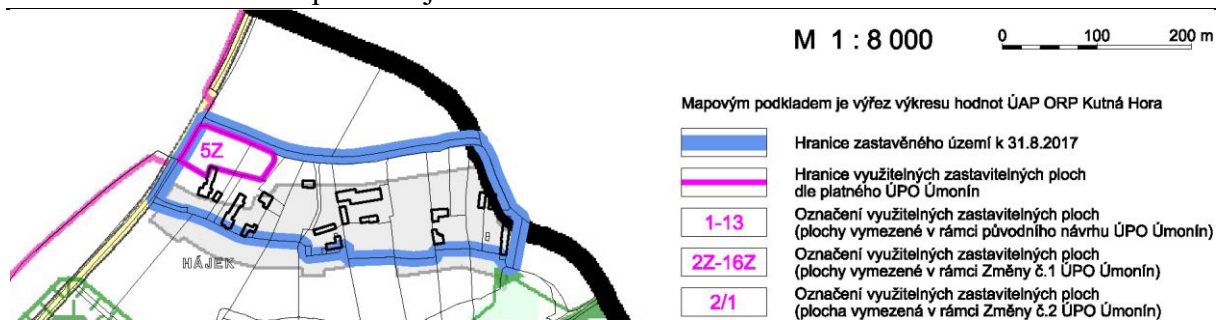 M 1 : 8 000
0 100 200 m
Mapovým podkladem je výřez výkresu hodnot ÚAP ORP Kutná Hora
Hranice zastavěného území k 31.8.2017
Hranice využitelných zastavitelných ploch
dle platného ÚPO Úmonín
1-13
Označení využitelných zastavitelných ploch
(plochy vymezené v rámci původního návrhu ÚPO Úmonín)
2Z-16Z
Označení využitelných zastavitelných ploch
(plochy vymezené v rámci Změny č.1 ÚPO Úmonín)
2/1
Označení využitelných zastavitelných ploch
(plocha vymezená v rámci Změny č.2 ÚPO Úmonín)
5Z
HÁJEK